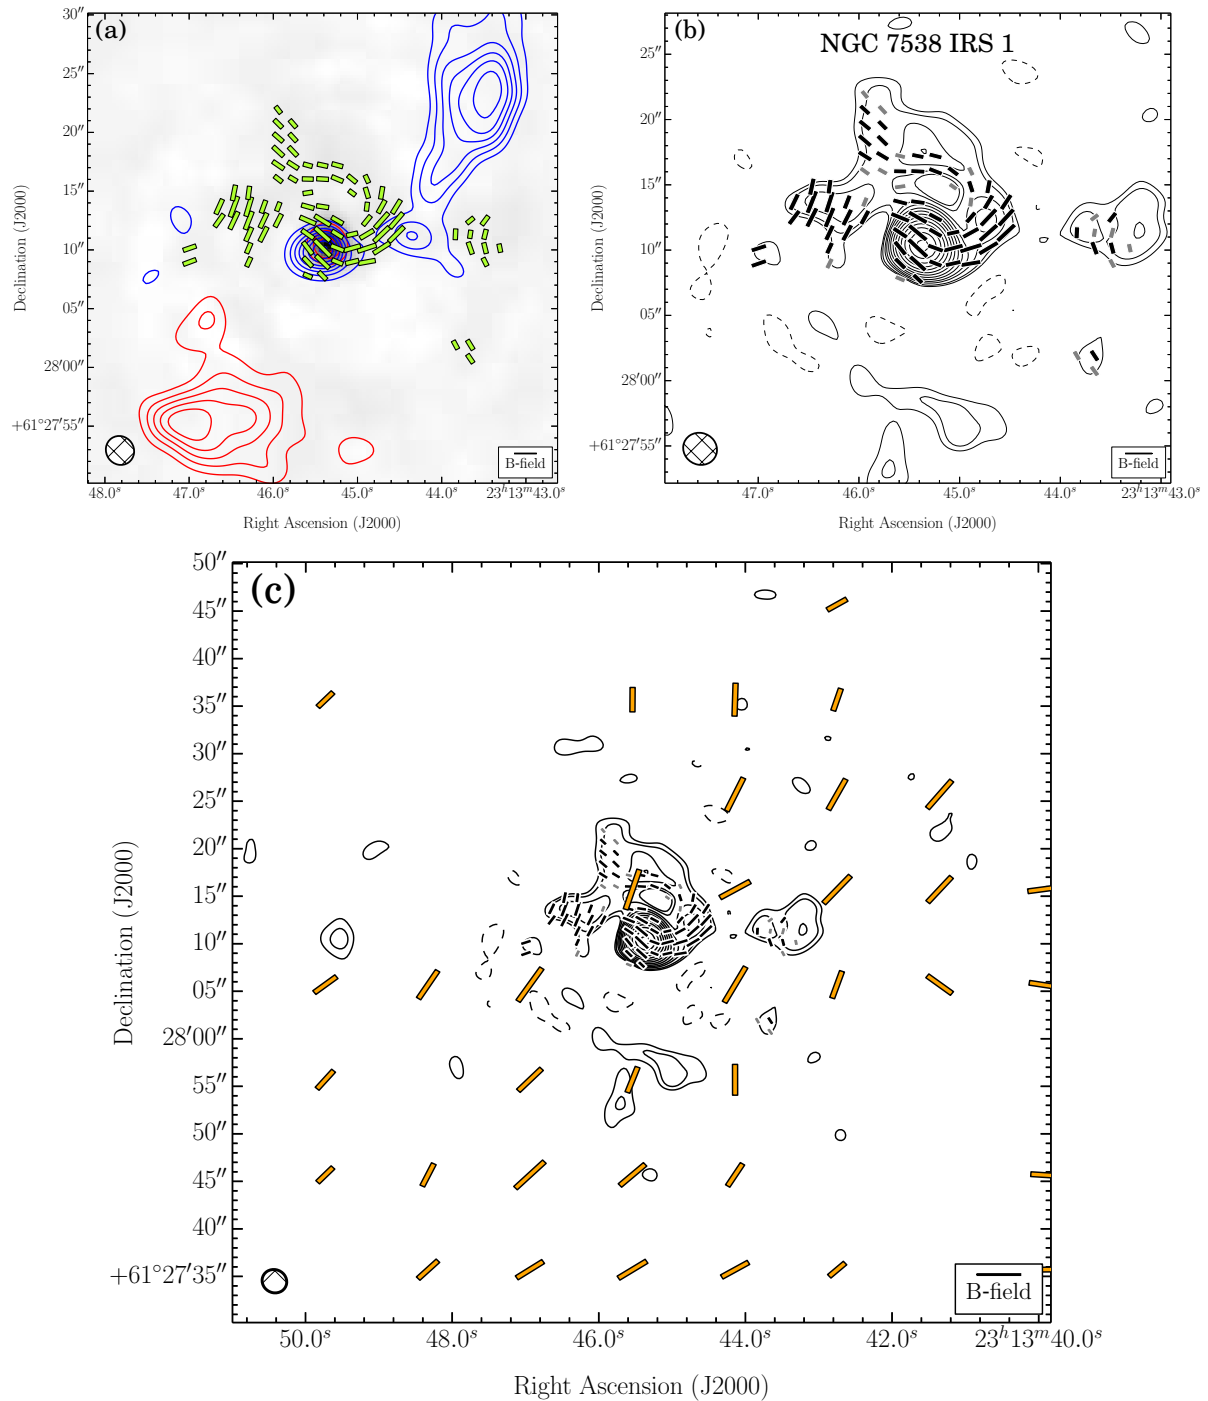 (a)
30″
25″
20″
15″
10″
05″
28′00″
+61°27′55″
Declination (J2000)
B-field
48.0ˢ 47.0ˢ 46.0ˢ 45.0ˢ 44.0ˢ 23ʰ13ᵐ43.0ˢ
Right Ascension (J2000)
(b)
NGC 7538 IRS 1
25″
20″
15″
10″
05″
28′00″
+61°27′55″
Declination (J2000)
B-field
47.0ˢ 46.0ˢ 45.0ˢ 44.0ˢ 23ʰ13ᵐ43.0ˢ
Right Ascension (J2000)
(c)
50″
45″
40″
35″
30″
25″
20″
15″
10″
05″
28′00″
55″
50″
45″
40″
+61°27′35″
Declination (J2000)
B-field
50.0ˢ 48.0ˢ 46.0ˢ 44.0ˢ 42.0ˢ 23ʰ13ᵐ40.0ˢ
Right Ascension (J2000)